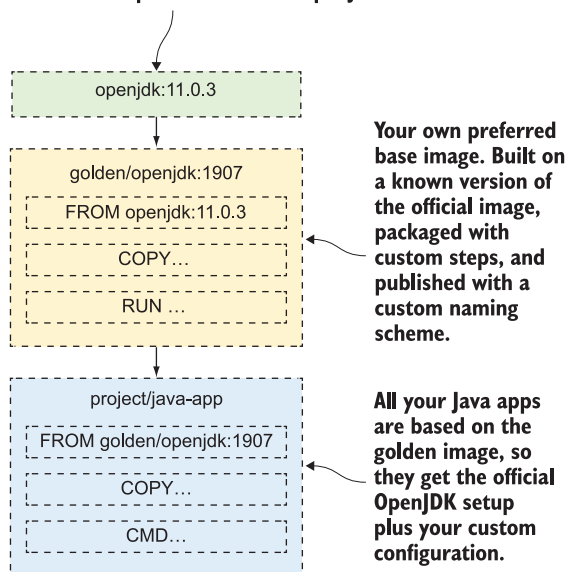 openjdk:11.0.3
golden/openjdk:1907
FROM openjdk:11.0.3
COPY…
RUN …
Your own preferred
base image. Built on
a known version of
the official image,
packaged with
custom steps, and
published with a
custom naming
scheme.
project/java-app
FROM golden/openjdk:1907
COPY…
CMD…
All your Java apps
are based on the
golden image, so
they get the official
OpenJDK setup
plus your custom
configuration.